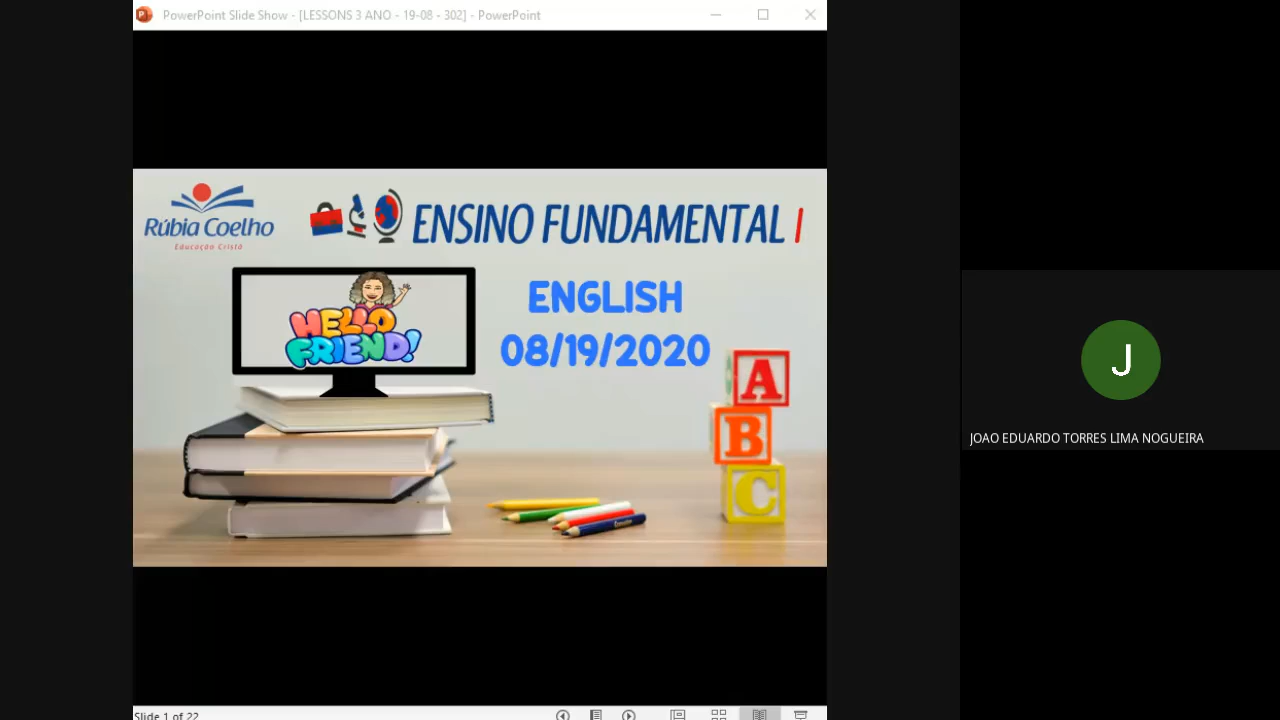 PowerPoint Slide Show - [LESSONS 3 ANO - 19-08 - 302] - PowerPoint
Rúbia Coelho
Educação Cristã
ENSINO FUNDAMENTAL I
HELLO
FRIEND!
ENGLISH
08/19/2020
A
B
C
J
JOAO EDUARDO TORRES LIMA NOGUEIRA
Slide 1 of 22